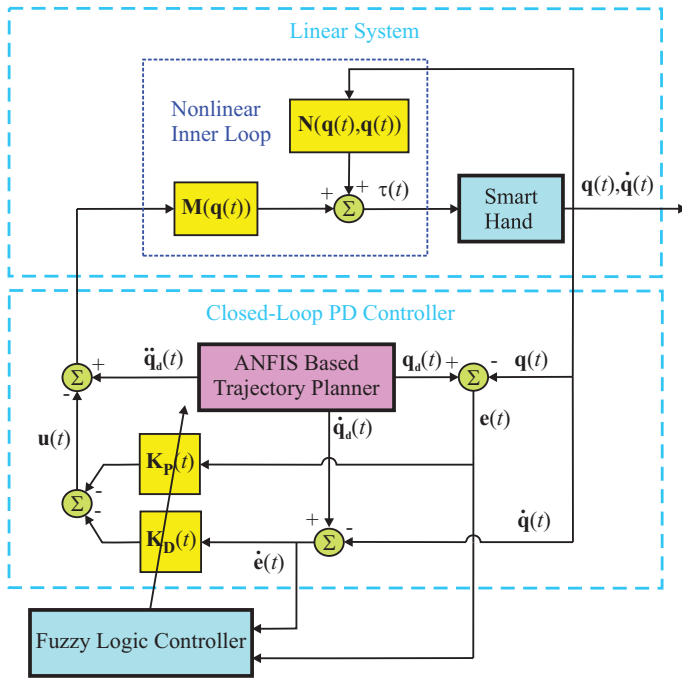 Linear System
Nonlinear
Inner Loop
N(q(t),q(t))
M(q(t))
+
+
Σ
τ(t)
Smart
Hand
q(t),q̇(t)
Closed-Loop PD Controller
Σ
+
-
q̈d(t)
ANFIS Based
Trajectory Planner
qd(t)
+
-
Σ
q(t)
q̇d(t)
e(t)
u(t)
KP(t)
Σ
-
-
KD(t)
+
-
Σ
q̇(t)
ė(t)
Fuzzy Logic Controller